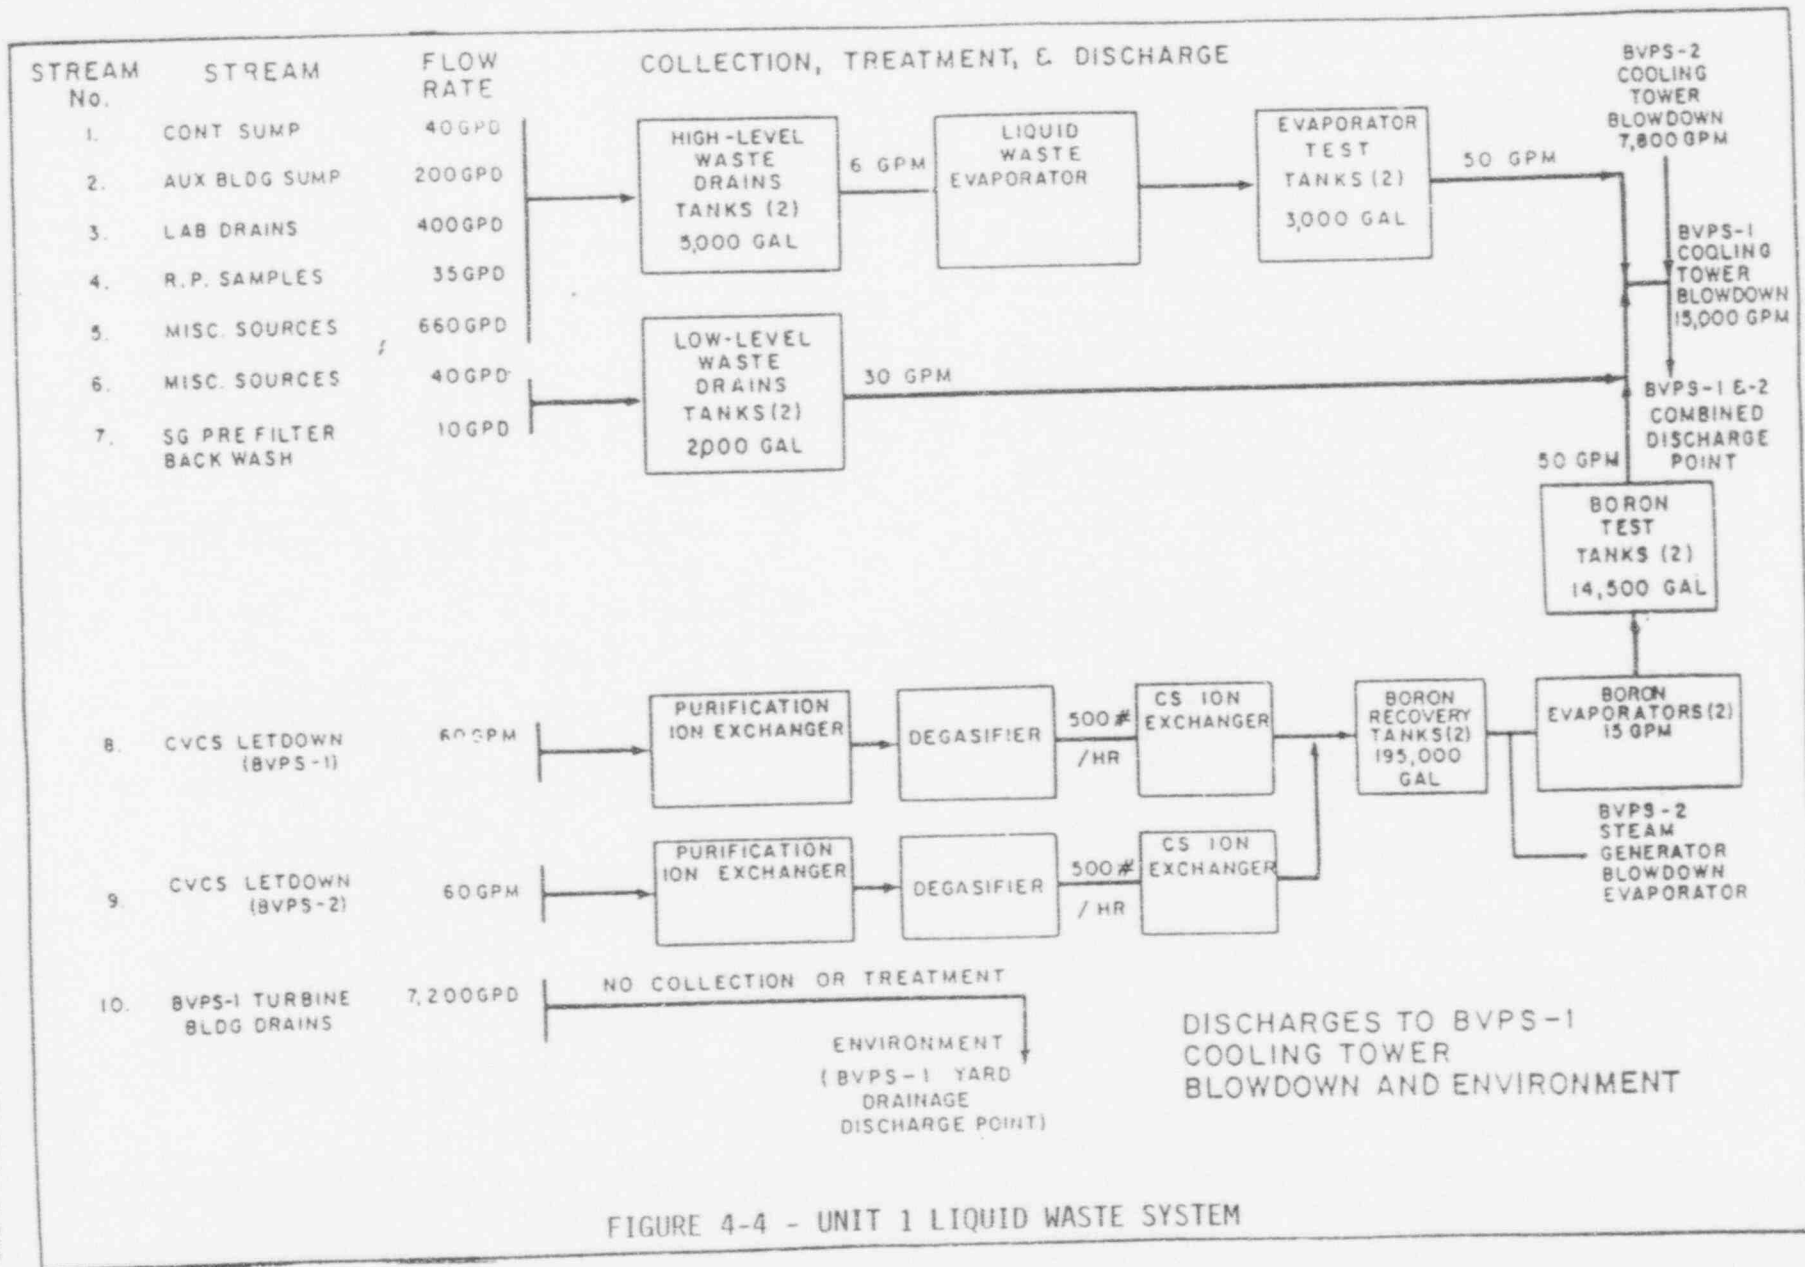 STREAM No.
STREAM
FLOW RATE
COLLECTION, TREATMENT, & DISCHARGE
1. CONT SUMP 40GPD
2. AUX BLDG SUMP 200GPD
3. LAB DRAINS 400GPD
4. R.P. SAMPLES 35GPD
5. MISC. SOURCES 660GPD
6. MISC. SOURCES 40GPD
7. SG PRE FILTER 10GPD
BACK WASH
HIGH-LEVEL
WASTE
DRAINS
TANKS (2)
5,000 GAL
6 GPM
LIQUID
WASTE
EVAPORATOR
EVAPORATOR
TEST
TANKS (2)
3,000 GAL
50 GPM
BVPS-2
COOLING
TOWER
BLOWDOWN
7,800 GPM
BVPS-1
COOLING
TOWER
BLOWDOWN
15,000 GPM
LOW-LEVEL
WASTE
DRAINS
TANKS(2)
2,000 GAL
30 GPM
BVPS-1 &-2
COMBINED
DISCHARGE
POINT
50 GPM
BORON
TEST
TANKS (2)
14,500 GAL
8. CVCS LETDOWN 60GPM
(BVPS-1)
PURIFICATION
ION EXCHANGER
DEGASIFIER
500#
/HR
CS ION
EXCHANGER
BORON
RECOVERY
TANKS(2)
195,000
GAL
BORON
EVAPORATORS(2)
15 GPM
BVPS-2
STEAM
GENERATOR
BLOWDOWN
EVAPORATOR
9. CVCS LETDOWN 60GPM
(BVPS-2)
PURIFICATION
ION EXCHANGER
DEGASIFIER
500#
/HR
CS ION
EXCHANGER
10. BVPS-1 TURBINE 7,200GPD
BLDG DRAINS
NO COLLECTION OR TREATMENT
ENVIRONMENT
(BVPS-1 YARD
DRAINAGE
DISCHARGE POINT)
DISCHARGES TO BVPS-1
COOLING TOWER
BLOWDOWN AND ENVIRONMENT
FIGURE 4-4 - UNIT 1 LIQUID WASTE SYSTEM